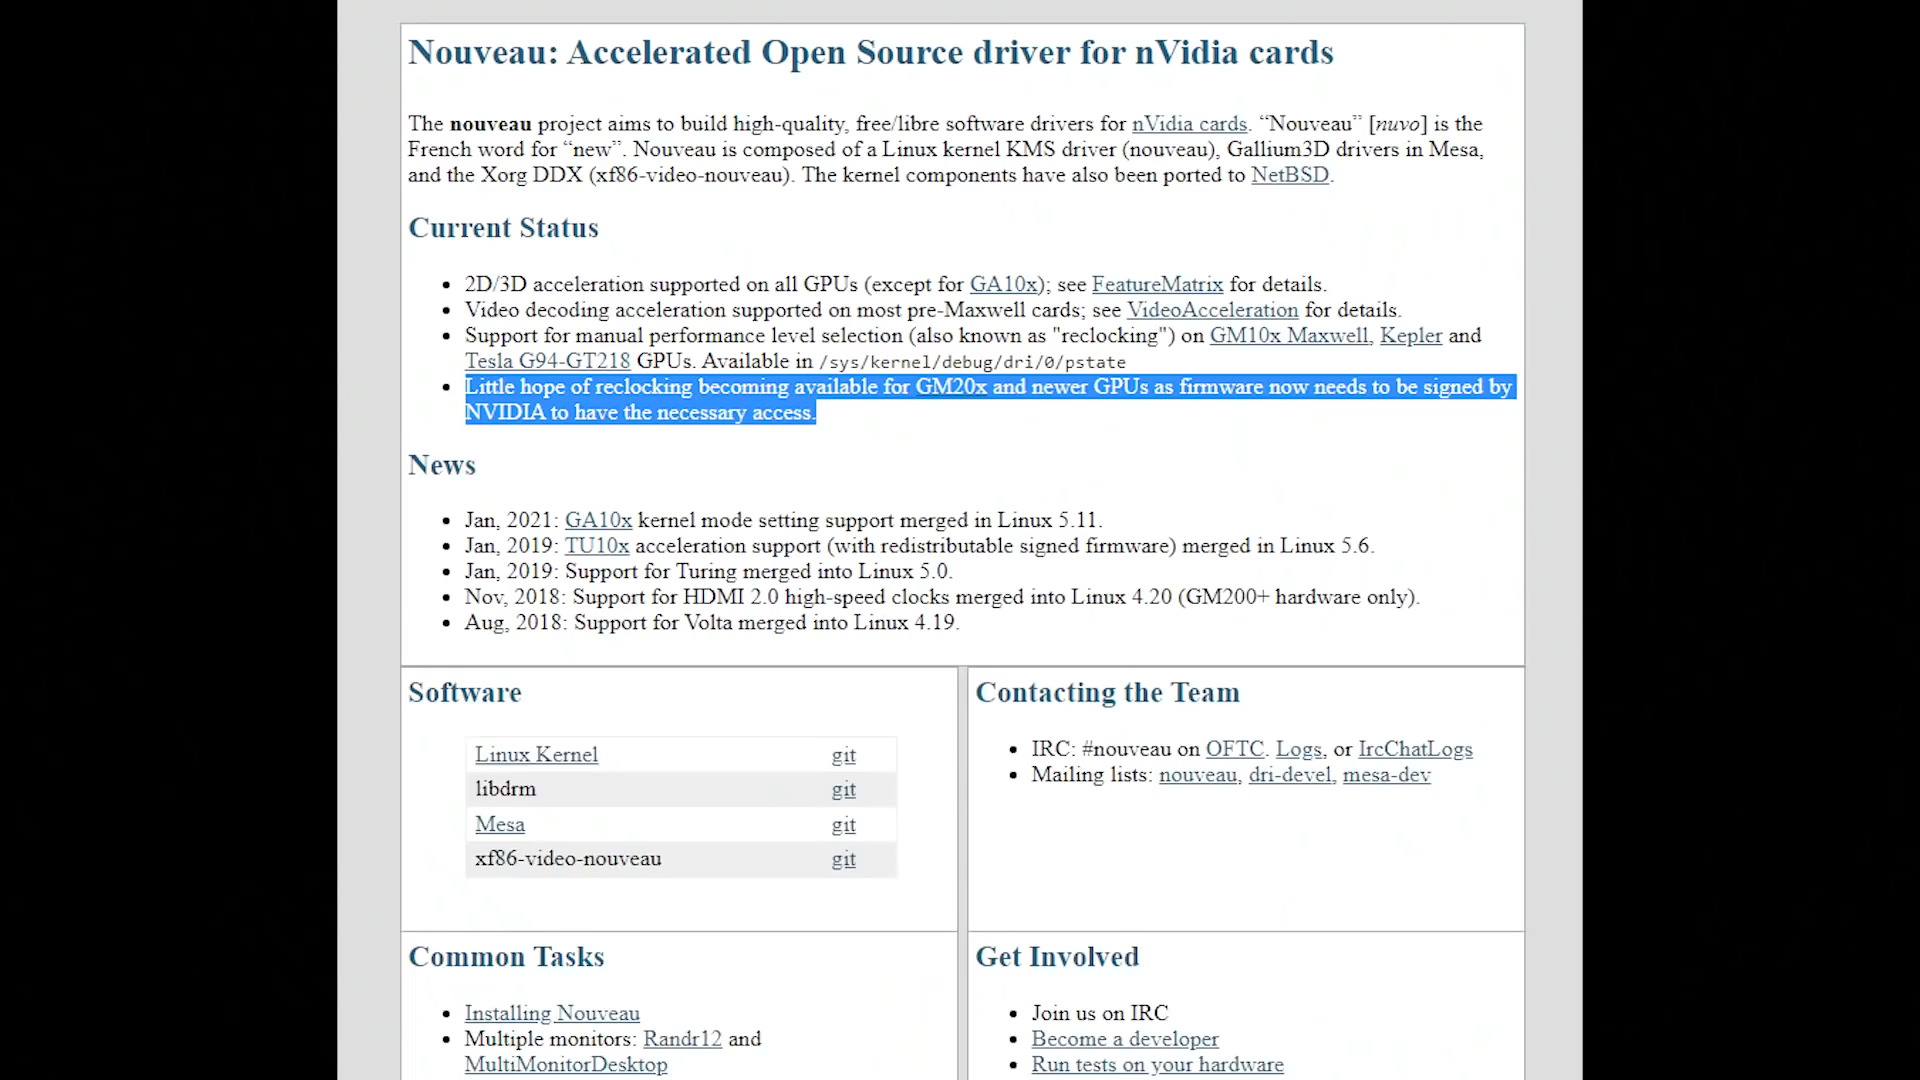 Nouveau: Accelerated Open Source driver for nVidia cards
The nouveau project aims to build high-quality, free/libre software drivers for nVidia cards. “Nouveau” [nuvo] is the
French word for “new”. Nouveau is composed of a Linux kernel KMS driver (nouveau), Gallium3D drivers in Mesa,
and the Xorg DDX (xf86-video-nouveau). The kernel components have also been ported to NetBSD.
Current Status
• 2D/3D acceleration supported on all GPUs (except for GA10x); see FeatureMatrix for details.
• Video decoding acceleration supported on most pre-Maxwell cards; see VideoAcceleration for details.
• Support for manual performance level selection (also known as "reclocking") on GM10x Maxwell, Kepler and
Tesla G94-GT218 GPUs. Available in /sys/kernel/debug/dri/0/pstate
• Little hope of reclocking becoming available for GM20x and newer GPUs as firmware now needs to be signed by
NVIDIA to have the necessary access.
News
• Jan, 2021: GA10x kernel mode setting support merged in Linux 5.11.
• Jan, 2019: TU10x acceleration support (with redistributable signed firmware) merged in Linux 5.6.
• Jan, 2019: Support for Turing merged into Linux 5.0.
• Nov, 2018: Support for HDMI 2.0 high-speed clocks merged into Linux 4.20 (GM200+ hardware only).
• Aug, 2018: Support for Volta merged into Linux 4.19.
Software
Linux Kernel git
libdrm git
Mesa git
xf86-video-nouveau git
Contacting the Team
• IRC: #nouveau on OFTC. Logs, or IrcChatLogs
• Mailing lists: nouveau, dri-devel, mesa-dev
Common Tasks
• Installing Nouveau
• Multiple monitors: Randr12 and
MultiMonitorDesktop
Get Involved
• Join us on IRC
• Become a developer
• Run tests on your hardware